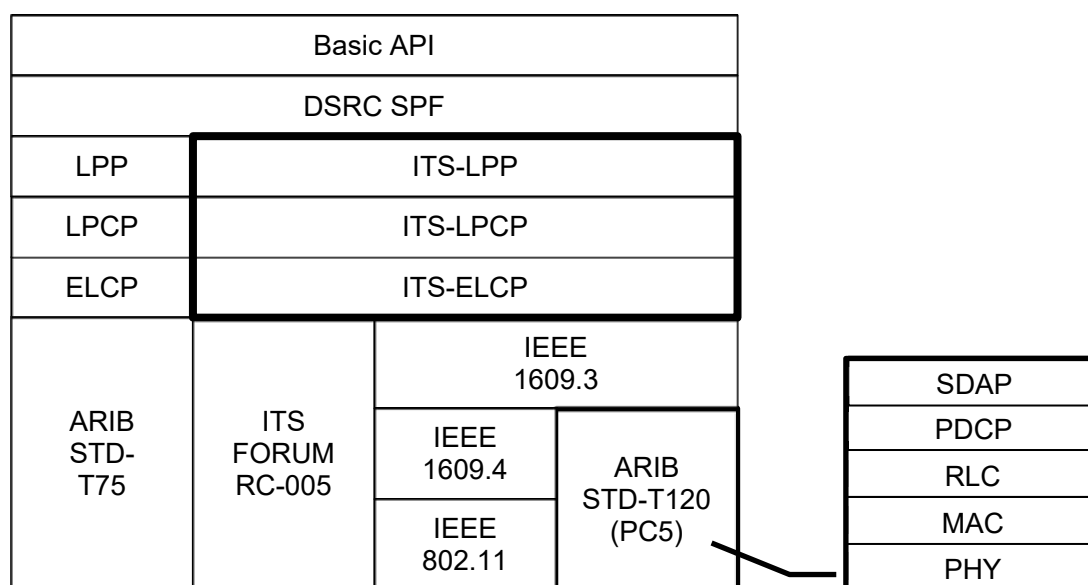 Basic API
DSRC SPF
LPP
ITS-LPP
LPCP
ITS-LPCP
ELCP
ITS-ELCP
ARIB
STD-
T75
ITS
FORUM
RC-005
IEEE
1609.3
IEEE
1609.4
IEEE
802.11
ARIB
STD-T120
(PC5)
SDAP
PDCP
RLC
MAC
PHY